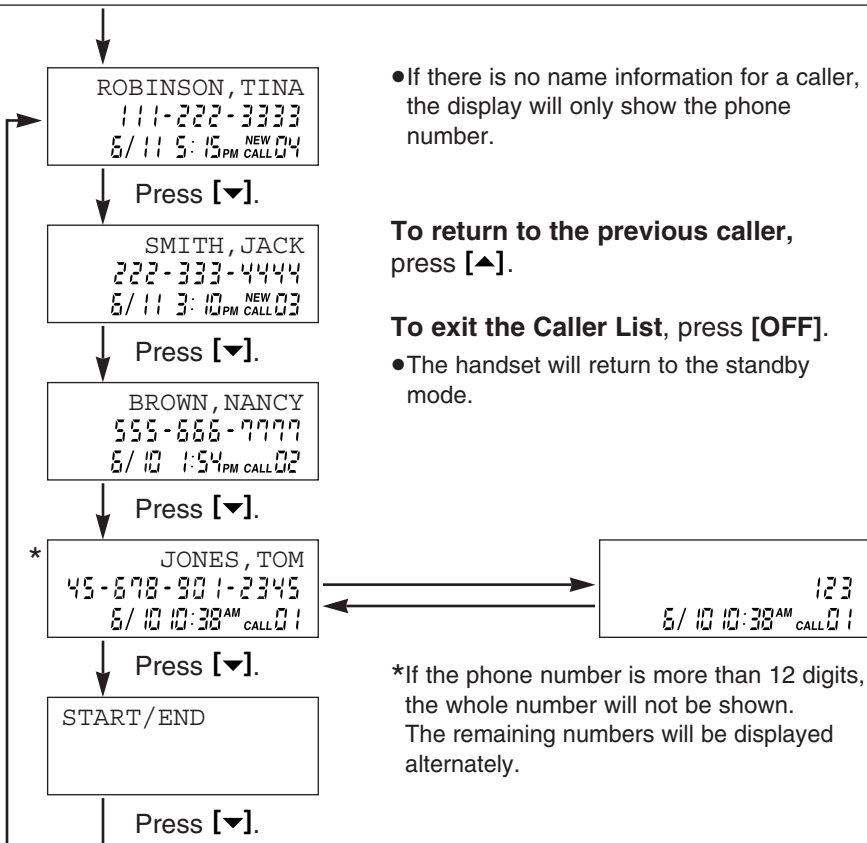 ROBINSON,TINA
111-222-3333
6/11 5:15PM NEW CALL 04
●If there is no name information for a caller,
the display will only show the phone
number.
Press [▼].
SMITH,JACK
222-333-4444
6/11 3:10PM NEW CALL 03
To return to the previous caller,
press [▲].
To exit the Caller List, press [OFF].
●The handset will return to the standby
mode.
Press [▼].
BROWN,NANCY
555-666-7777
6/10 1:54PM CALL 02
Press [▼].
*
JONES,TOM
45-678-901-2345
6/10 10:38AM CALL 01
123
6/10 10:38AM CALL 01
Press [▼].
*If the phone number is more than 12 digits,
the whole number will not be shown.
The remaining numbers will be displayed
alternately.
START/END
Press [▼].